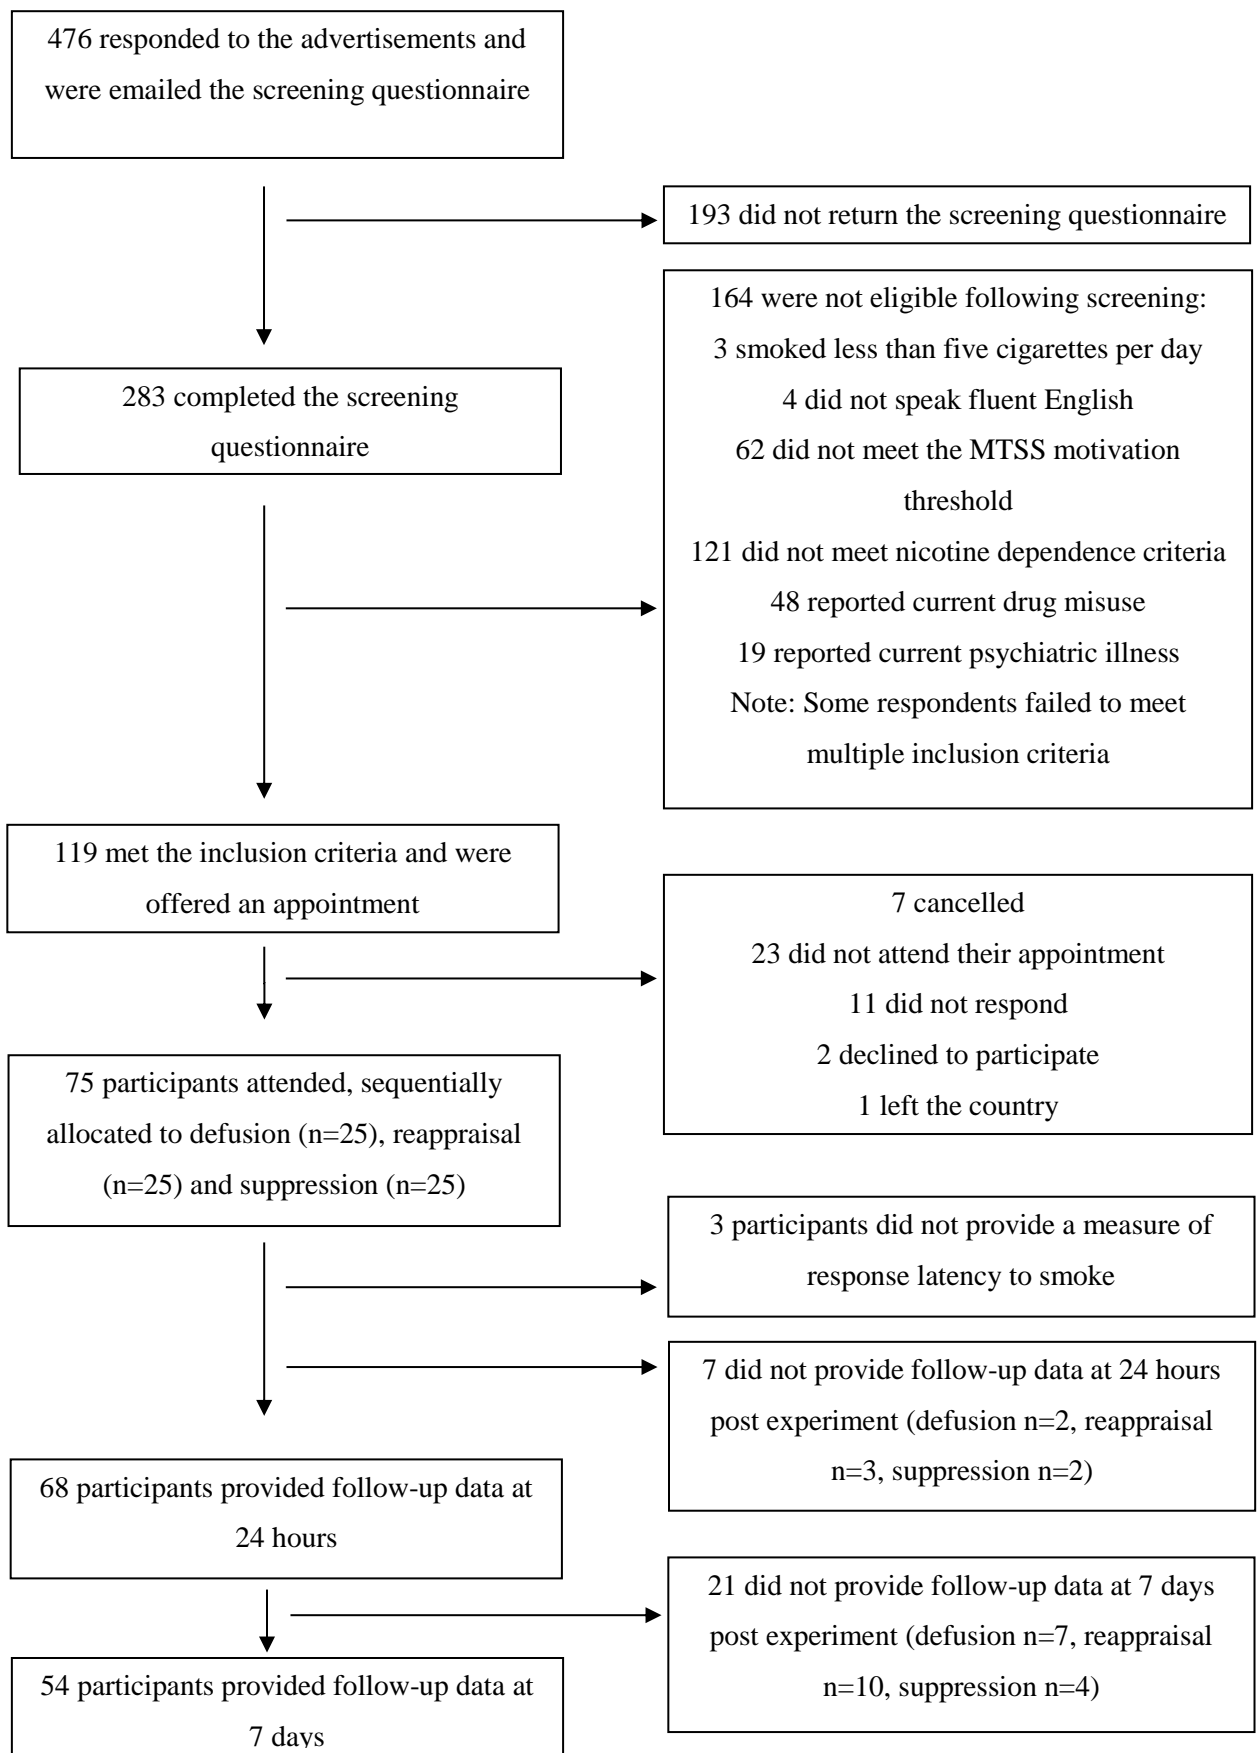 476 responded to the advertisements and
were emailed the screening questionnaire
193 did not return the screening questionnaire
164 were not eligible following screening:
3 smoked less than five cigarettes per day
4 did not speak fluent English
62 did not meet the MTSS motivation
threshold
121 did not meet nicotine dependence criteria
48 reported current drug misuse
19 reported current psychiatric illness
Note: Some respondents failed to meet
multiple inclusion criteria
283 completed the screening
questionnaire
119 met the inclusion criteria and were
offered an appointment
7 cancelled
23 did not attend their appointment
11 did not respond
2 declined to participate
1 left the country
75 participants attended, sequentially
allocated to defusion (n=25), reappraisal
(n=25) and suppression (n=25)
3 participants did not provide a measure of
response latency to smoke
7 did not provide follow-up data at 24 hours
post experiment (defusion n=2, reappraisal
n=3, suppression n=2)
68 participants provided follow-up data at
24 hours
21 did not provide follow-up data at 7 days
post experiment (defusion n=7, reappraisal
n=10, suppression n=4)
54 participants provided follow-up data at
7 days